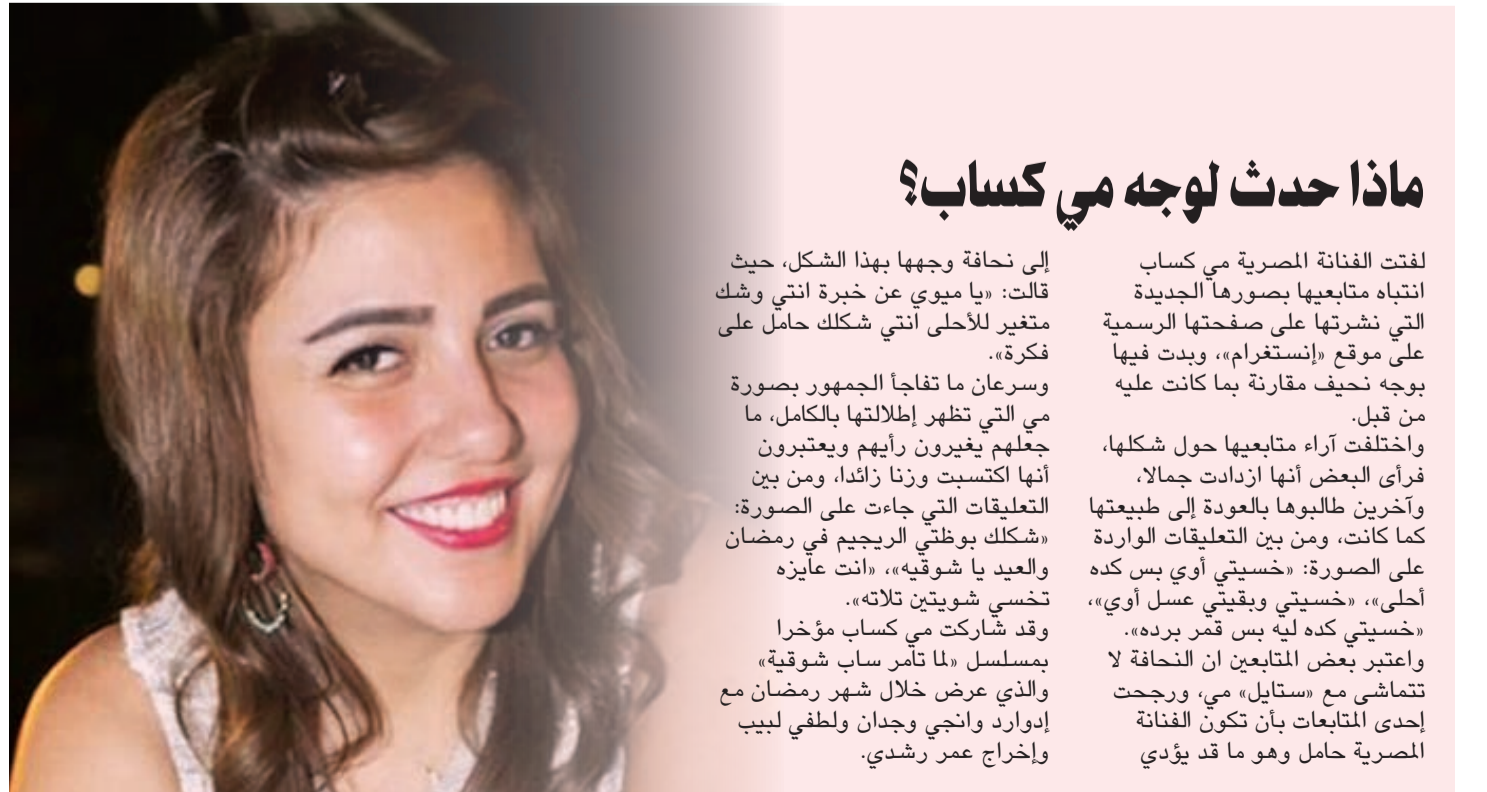 ماذا حدث لوجه مي كساب؟
لفتت الفنانة المصرية مي كساب
انتباه متابعيها بصورها الجديدة
التي نشرتها على صفحتها الرسمية
على موقع «إنستغرام»، وبدت فيها
بوجه نحيف مقارنة بما كانت عليه
من قبل.
واختلفت آراء متابعيها حول شكلها،
فرأى البعض أنها ازدادت جمالا،
وآخرين طالبوها بالعودة إلى طبيعتها
كما كانت، ومن بين التعليقات الواردة
على الصورة: «خسيتي أوي بس كده
أحلى»، «خسيتي وبقيتي عسل أوي»،
«خسيتي كده ليه بس قمر برده».
واعتبر بعض المتابعين ان النحافة لا
تتماشى مع «ستايل» مي، ورجحت
إحدى المتابعات بأن تكون الفنانة
المصرية حامل وهو ما قد يؤدي
إلى نحافة وجهها بهذا الشكل، حيث
قالت: «يا ميوي عن خبرة انتي وشك
متغير للأحلى انتي شكلك حامل على
فكرة».
وسرعان ما تفاجأ الجمهور بصورة
مي التي تظهر إطلالتها بالكامل، ما
جعلهم يغيرون رأيهم ويعتبرون
أنها اكتسبت وزنا زائدا، ومن بين
التعليقات التي جاءت على الصورة:
«شكلك بوظتي الريجيم في رمضان
والعيد يا شوقيه»، «انت عايزه
تخسي شويتين تلاته».
وقد شاركت مي كساب مؤخرا
بمسلسل «لما تامر ساب شوقية»
والذي عرض خلال شهر رمضان مع
إدوارد وانجي وجدان ولطفي لبيب
وإخراج عمر رشدي.